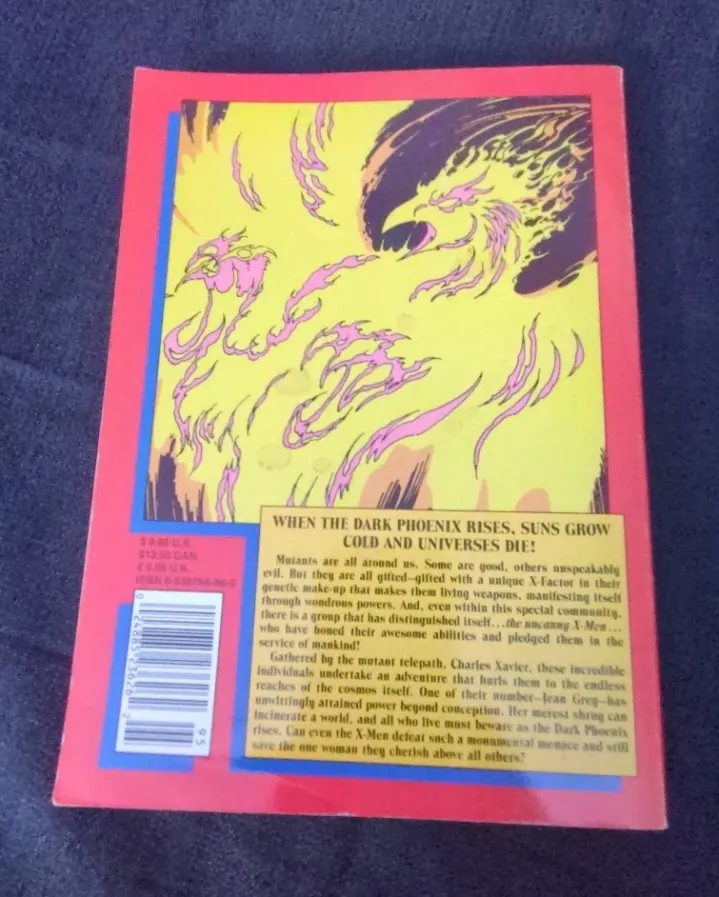 WHEN THE DARK PHOENIX RISES, SUNS GROW
COLD AND UNIVERSES DIE!
Mutants are all around us. Some are good, others unspeakably
evil. But they are all gifted–gifted with a unique X-Factor in their
genetic make-up that makes them living weapons, manifesting itself
through wondrous powers. And, even within this special community,
there is a group that has distinguished itself...the uncanny X-Men...
who have honed their awesome abilities and pledged them in the
service of mankind!
Gathered by the mutant telepath, Charles Xavier, these incredible
individuals undertake an adventure that hurls them to the endless
reaches of the cosmos itself. One of their number–Jean Grey–has
unwittingly attained power beyond conception. Her merest shrug can
incinerate a world, and all who live must beware as the Dark Phoenix
rises. Can even the X-Men defeat such a monumental menace and still
save the one woman they cherish above all others?
U.S.
$12.50 CAN.
U.K.
ISBN
95